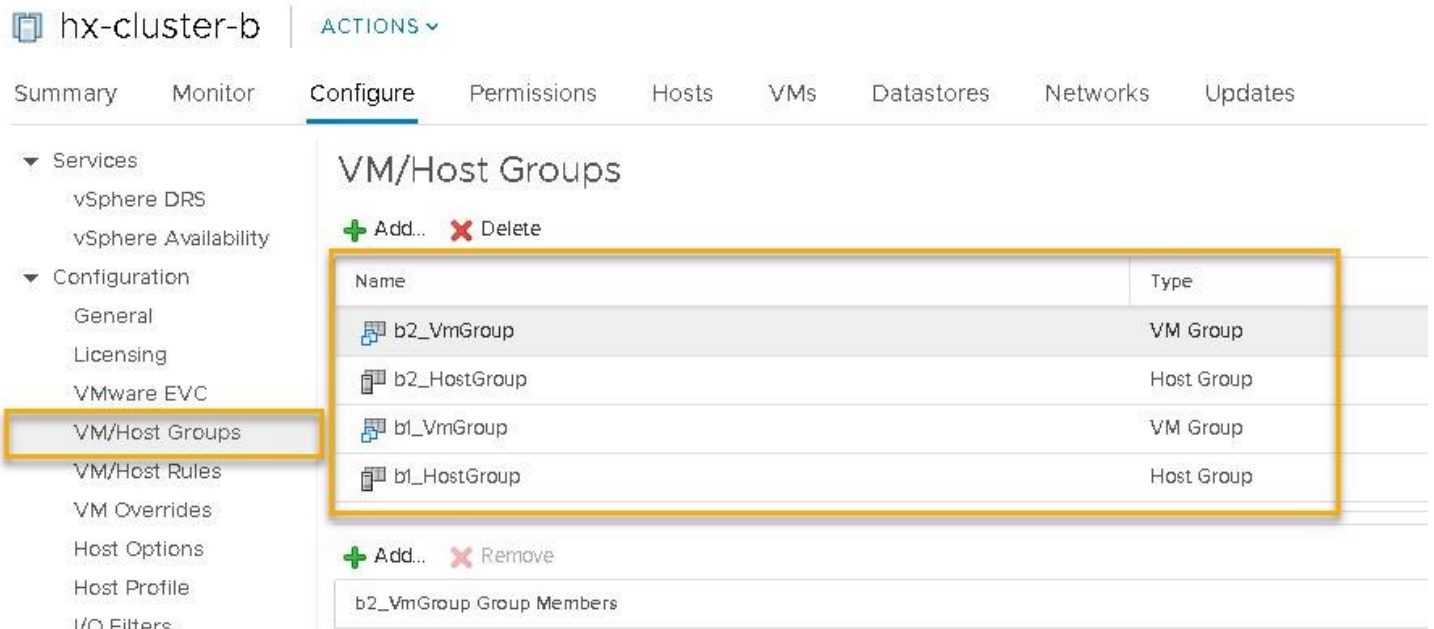 hx-cluster-b ACTIONS
Summary Monitor Configure Permissions Hosts VMs Datastores Networks Updates
Services
vSphere DRS
vSphere Availability
Configuration
General
Licensing
VMware EVC
VM/Host Groups
VM/Host Rules
VM Overrides
Host Options
Host Profile
I/O Filters
VM/Host Groups
Add... Delete
Name Type
b2_VmGroup VM Group
b2_HostGroup Host Group
b1_VmGroup VM Group
b1_HostGroup Host Group
Add... Remove
b2_VmGroup Group Members